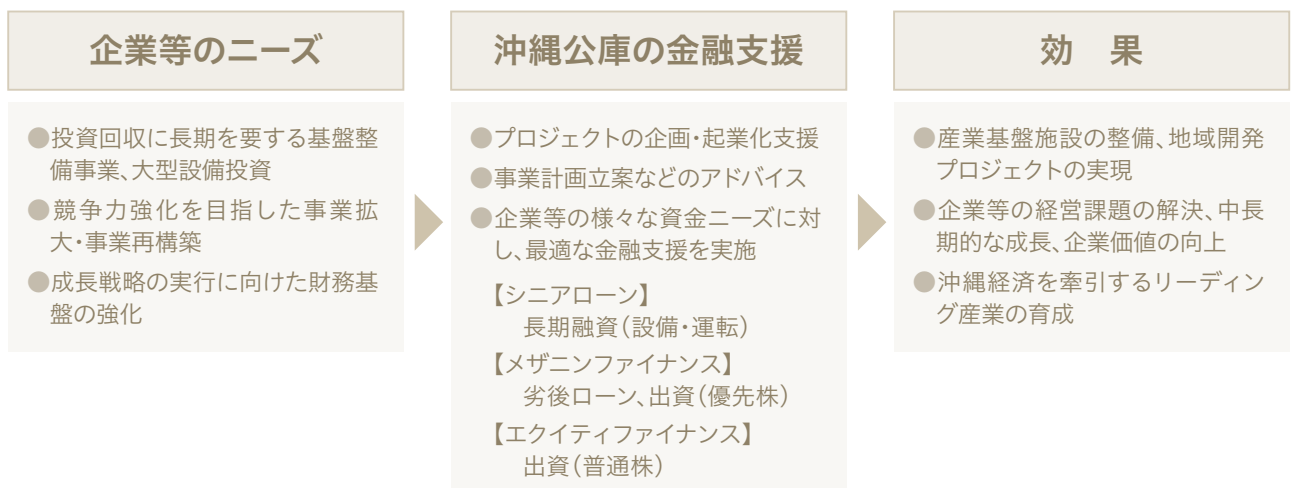 企業等のニーズ
●投資回収に長期を要する基盤整
備事業、大型設備投資
●競争力強化を目指した事業拡
大・事業再構築
●成長戦略の実行に向けた財務基
盤の強化
沖縄公庫の金融支援
●プロジェクトの企画・起業化支援
●事業計画立案などのアドバイス
●企業等の様々な資金ニーズに対
し、最適な金融支援を実施
【シニアローン】
長期融資(設備・運転)
【メザニンファイナンス】
劣後ローン、出資(優先株)
【エクイティファイナンス】
出資(普通株)
効　果
●産業基盤施設の整備、地域開発
プロジェクトの実現
●企業等の経営課題の解決、中長
期的な成長、企業価値の向上
●沖縄経済を牽引するリーディン
グ産業の育成